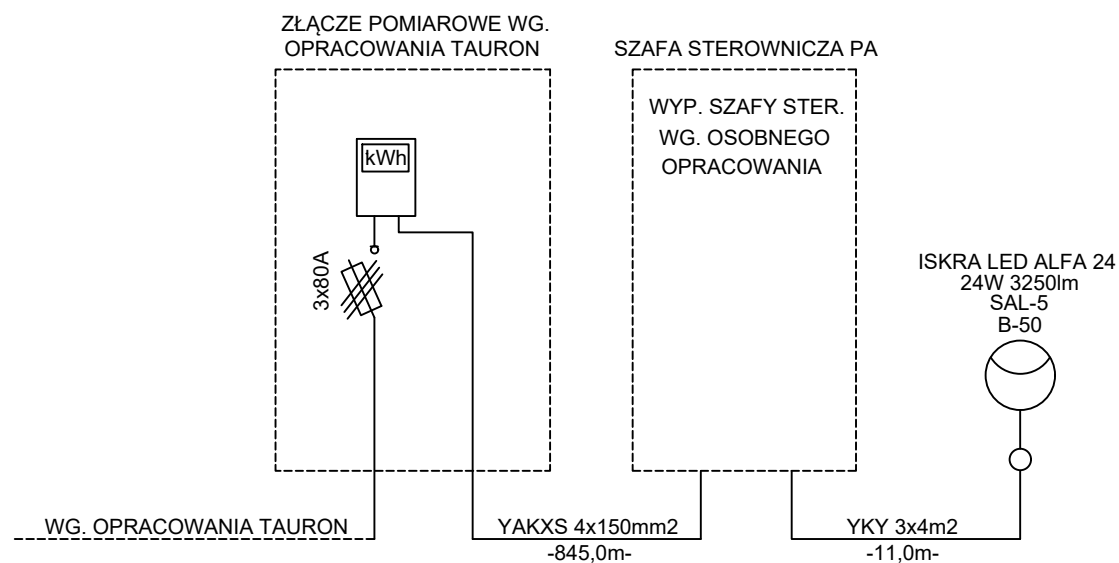 ZŁĄCZE POMIAROWE WG.
OPRACOWANIA TAURON
SZAFA STEROWNICZA PA
WYP. SZAFY STER.
WG. OSOBNEGO
OPRACOWANIA
kWh
3x80A
ISKRA LED ALFA 24
24W 3250lm
SAL-5
B-50
WG. OPRACOWANIA TAURON
YAKXS 4x150mm2
-845,0m-
YKY 3x4m2
-11,0m-